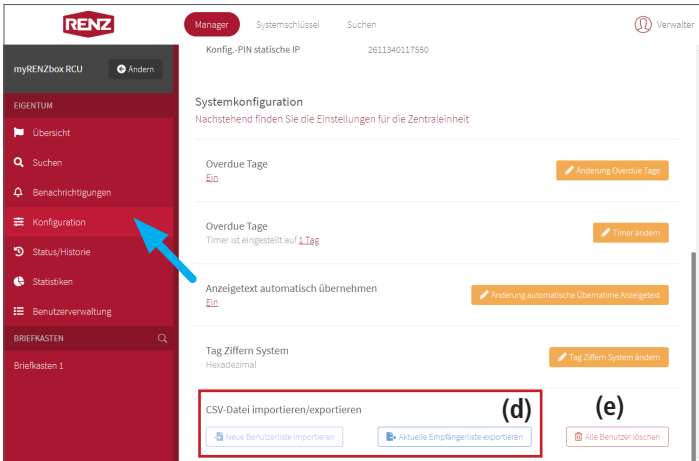 RENZ
Manager Systemschlüssel Suchen Verwalter
Konfig.-PIN statische IP 2611340117550
myRENZbox RCU Ändern
EIGENTUM
Übersicht
Suchen
Benachrichtigungen
Konfiguration
Status/Historie
Statistiken
Benutzerverwaltung
BRIEFKASTEN
Briefkasten 1
Systemkonfiguration
Nachstehend finden Sie die Einstellungen für die Zentraleinheit
Overdue Tage
Ein
Änderung Overdue Tage
Overdue Tage
Timer ist eingestellt auf 1 Tag
Timer ändern
Anzeigetext automatisch übernehmen
Ein
Änderung automatische Übernahme Anzeigetext
Tag Ziffern System
Hexadezimal
Tag Ziffern System ändern
CSV-Datei importieren/exportieren
(d)
(e)
Neue Benutzerliste importieren
Aktuelle Empfängerliste exportieren
Alle Benutzer löschen